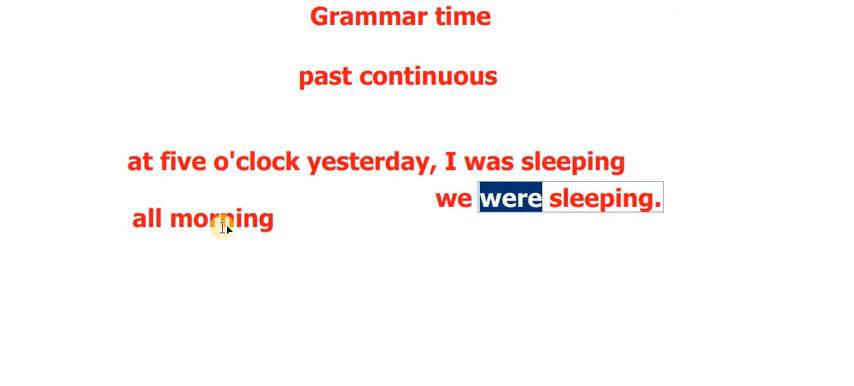 Grammar time
past continuous
at five o'clock yesterday, I was sleeping
we were sleeping.
all morning